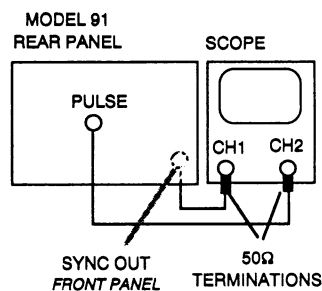 MODEL 91
REAR PANEL
SCOPE
PULSE
CH1
CH2
SYNC OUT
FRONT PANEL
50Ω
TERMINATIONS